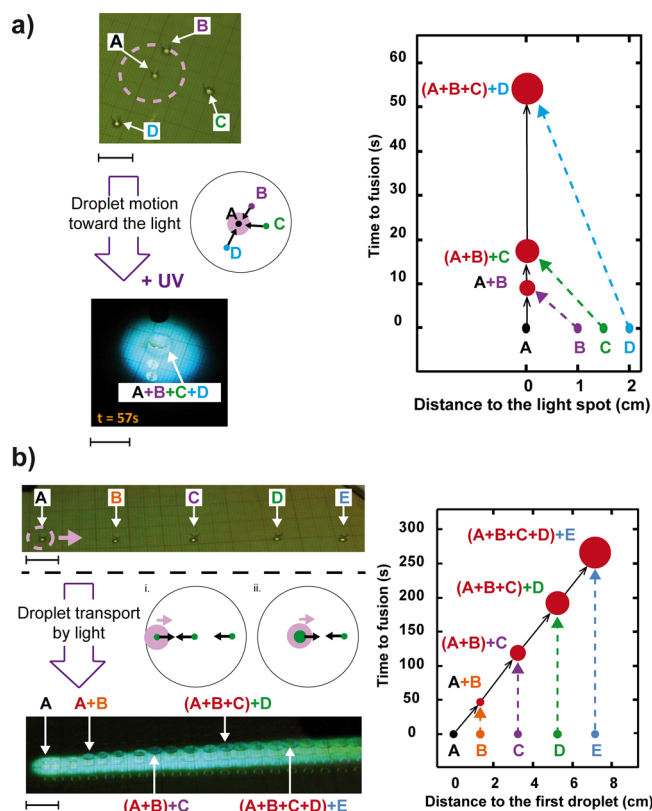 a)
B
A
C
D
Droplet motion
toward the light
B
A
C
D
+ UV
A+B+C+D
t = 57s
60
50
40
30
20
10
0
Time to fusion (s)
(A+B+C)+D
(A+B)+C
A+B
A
B
C
D
0
1
2
Distance to the light spot (cm)
b)
A
B
C
D
E
Droplet transport
by light
i.
ii.
A
A+B
(A+B+C)+D
(A+B)+C
(A+B+C+D)+E
300
250
200
150
100
50
0
Time to fusion (s)
(A+B+C+D)+E
(A+B+C)+D
(A+B)+C
A+B
A
B
C
D
E
0
2
4
6
8
Distance to the first droplet (cm)